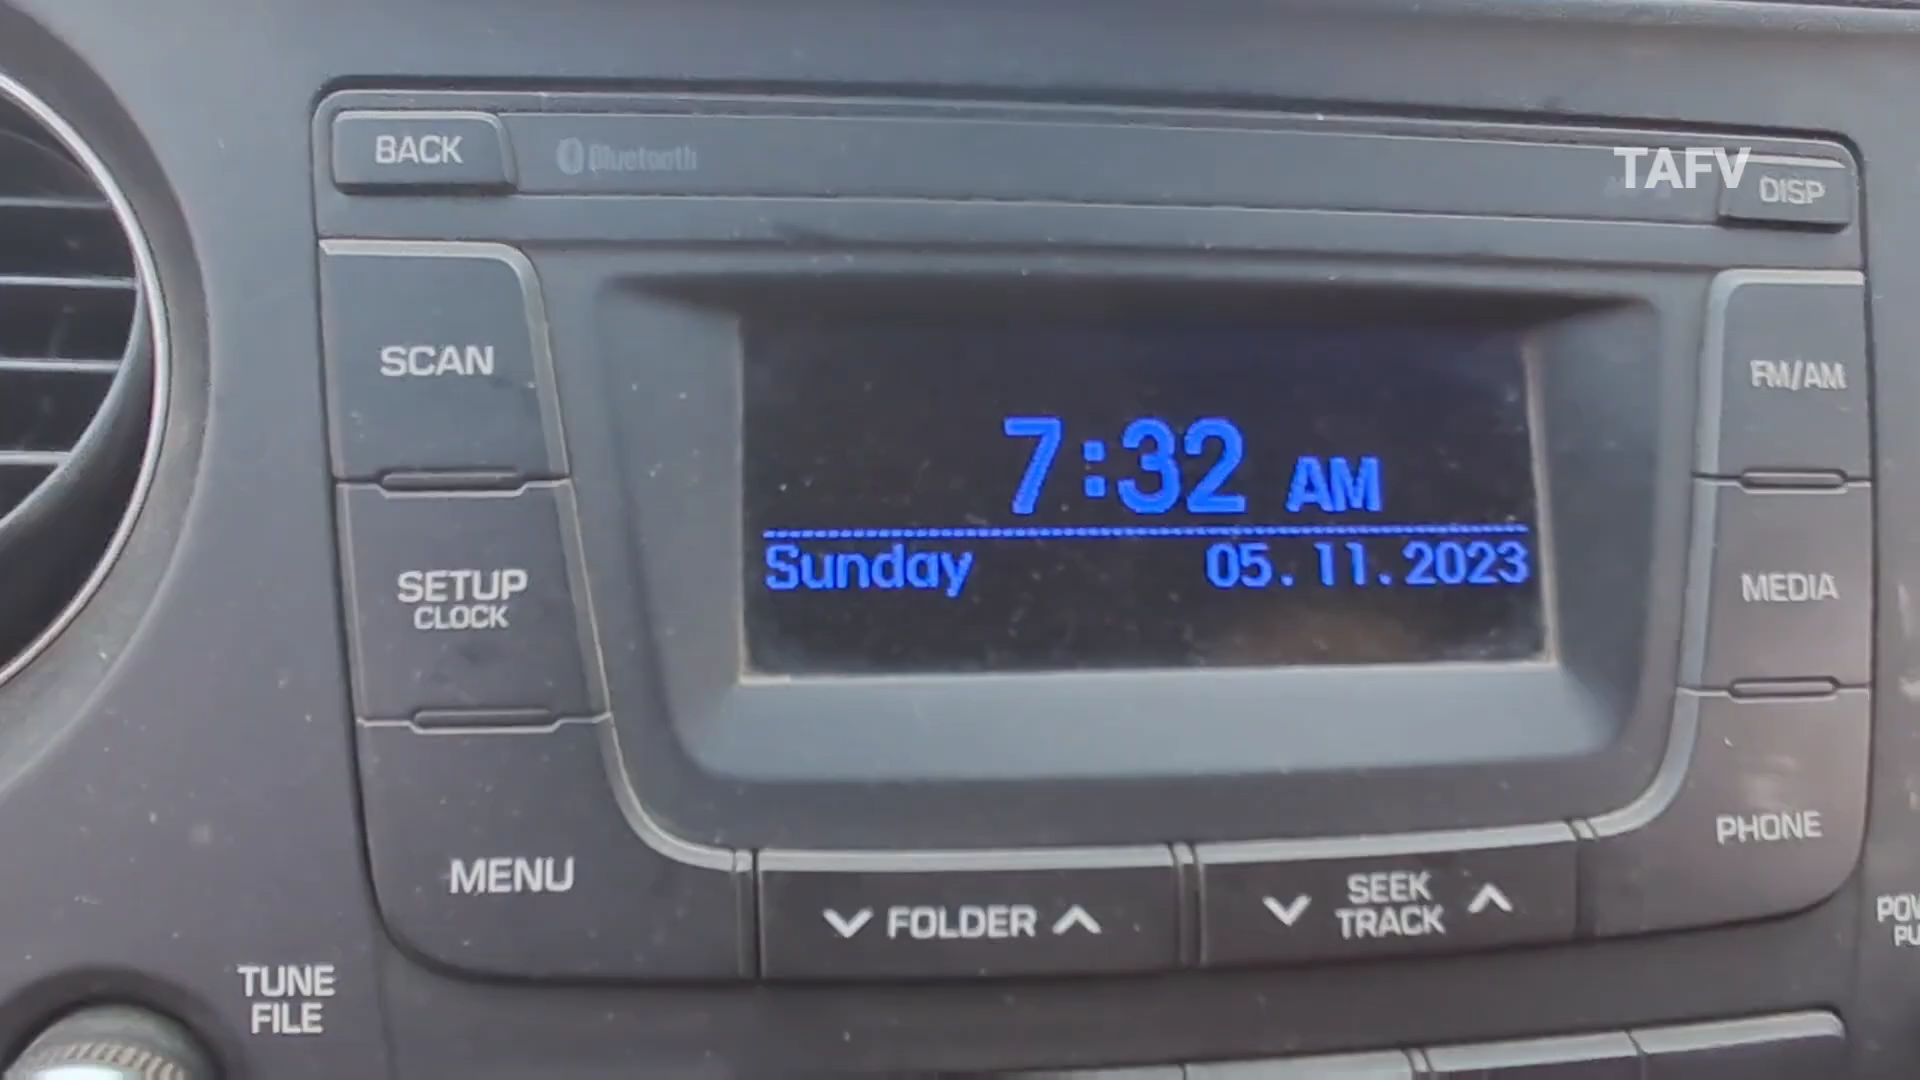 BACK
Bluetooth
TAFV
DISP
SCAN
FM/AM
7:32 AM
Sunday 05.11.2023
SETUP
CLOCK
MEDIA
MENU
PHONE
FOLDER
SEEK
TRACK
TUNE
FILE